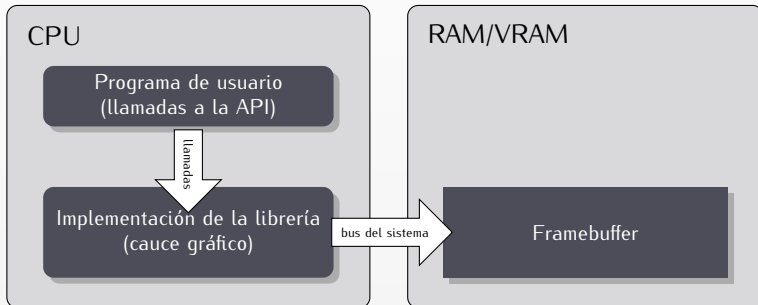 CPU
Programa de usuario
(llamadas a la API)
llamadas
Implementación de la librería
(cauce gráfico)
bus del sistema
RAM/VRAM
Framebuffer